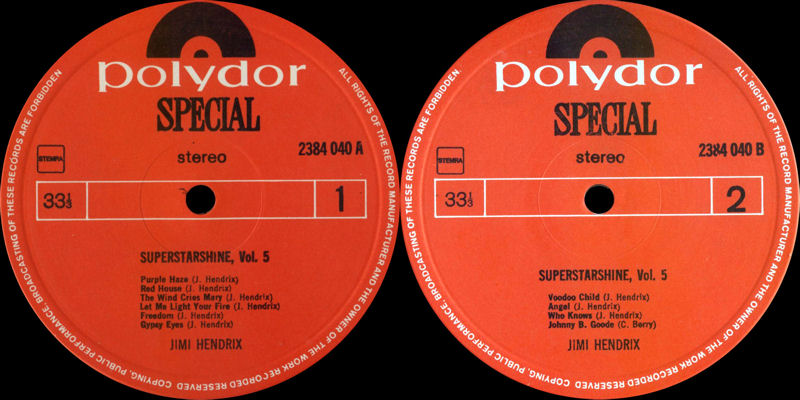 polydor
SPECIAL
stereo
2384 040 A
STEMRA
33⅓
1
SUPERSTARSHINE, Vol. 5
Purple Haze (J. Hendrix)
Red House (J. Hendrix)
The Wind Cries Mary (J. Hendrix)
Let Me Light Your Fire (J. Hendrix)
Freedom (J. Hendrix)
Gypsy Eyes (J. Hendrix)
JIMI HENDRIX
ALL RIGHTS OF THE RECORD MANUFACTURER AND THE OWNER OF THE WORK RECORDED RESERVED COPYING, PUBLIC PERFORMANCE, BROADCASTING OF THESE RECORDS ARE FORBIDDEN.
polydor
SPECIAL
stereo
2384 040 B
STEMRA
33⅓
2
SUPERSTARSHINE, Vol. 5
Voodoo Child (J. Hendrix)
Angel (J. Hendrix)
Who Knows (J. Hendrix)
Johnny B. Goode (C. Berry)
JIMI HENDRIX
ALL RIGHTS OF THE RECORD MANUFACTURER AND THE OWNER OF THE WORK RECORDED RESERVED COPYING, PUBLIC PERFORMANCE, BROADCASTING OF THESE RECORDS ARE FORBIDDEN.